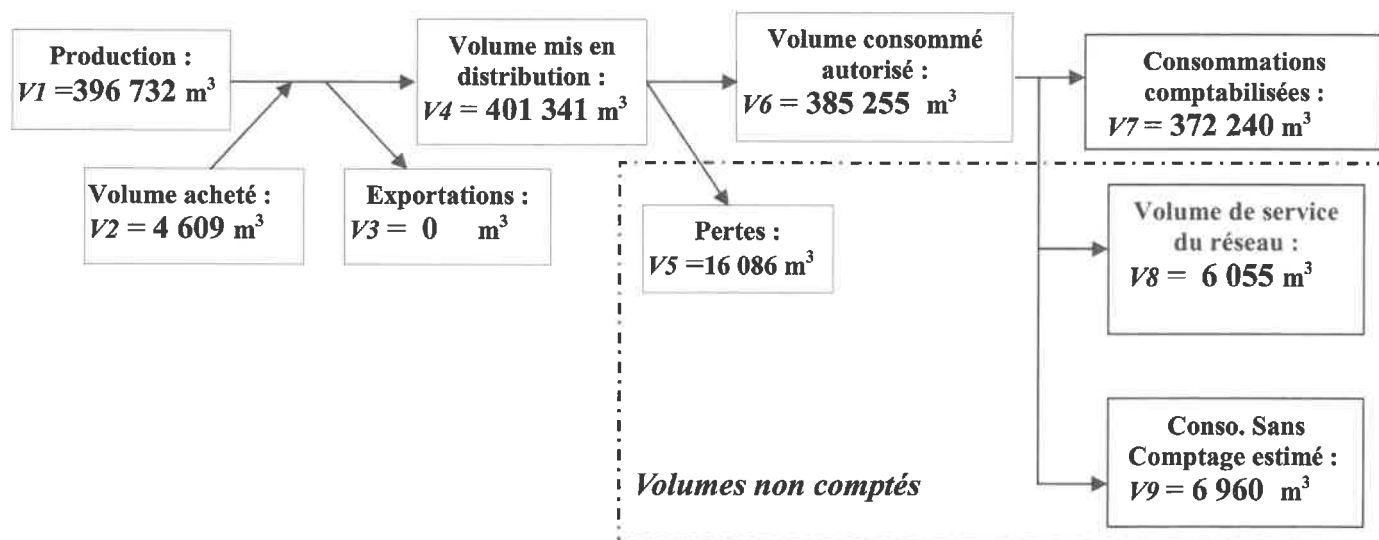 Production :
V1 =396 732 m³
Volume mis en
distribution :
V4 = 401 341 m³
Volume consommé
autorisé :
V6 = 385 255 m³
Consommations
comptabilisées :
V7 = 372 240 m³
Volume acheté :
V2 = 4 609 m³
Exportations :
V3 = 0 m³
Pertes :
V5 =16 086 m³
Volume de service
du réseau :
V8 = 6 055 m³
Conso. Sans
Comptage estimé :
V9 = 6 960 m³
Volumes non comptés